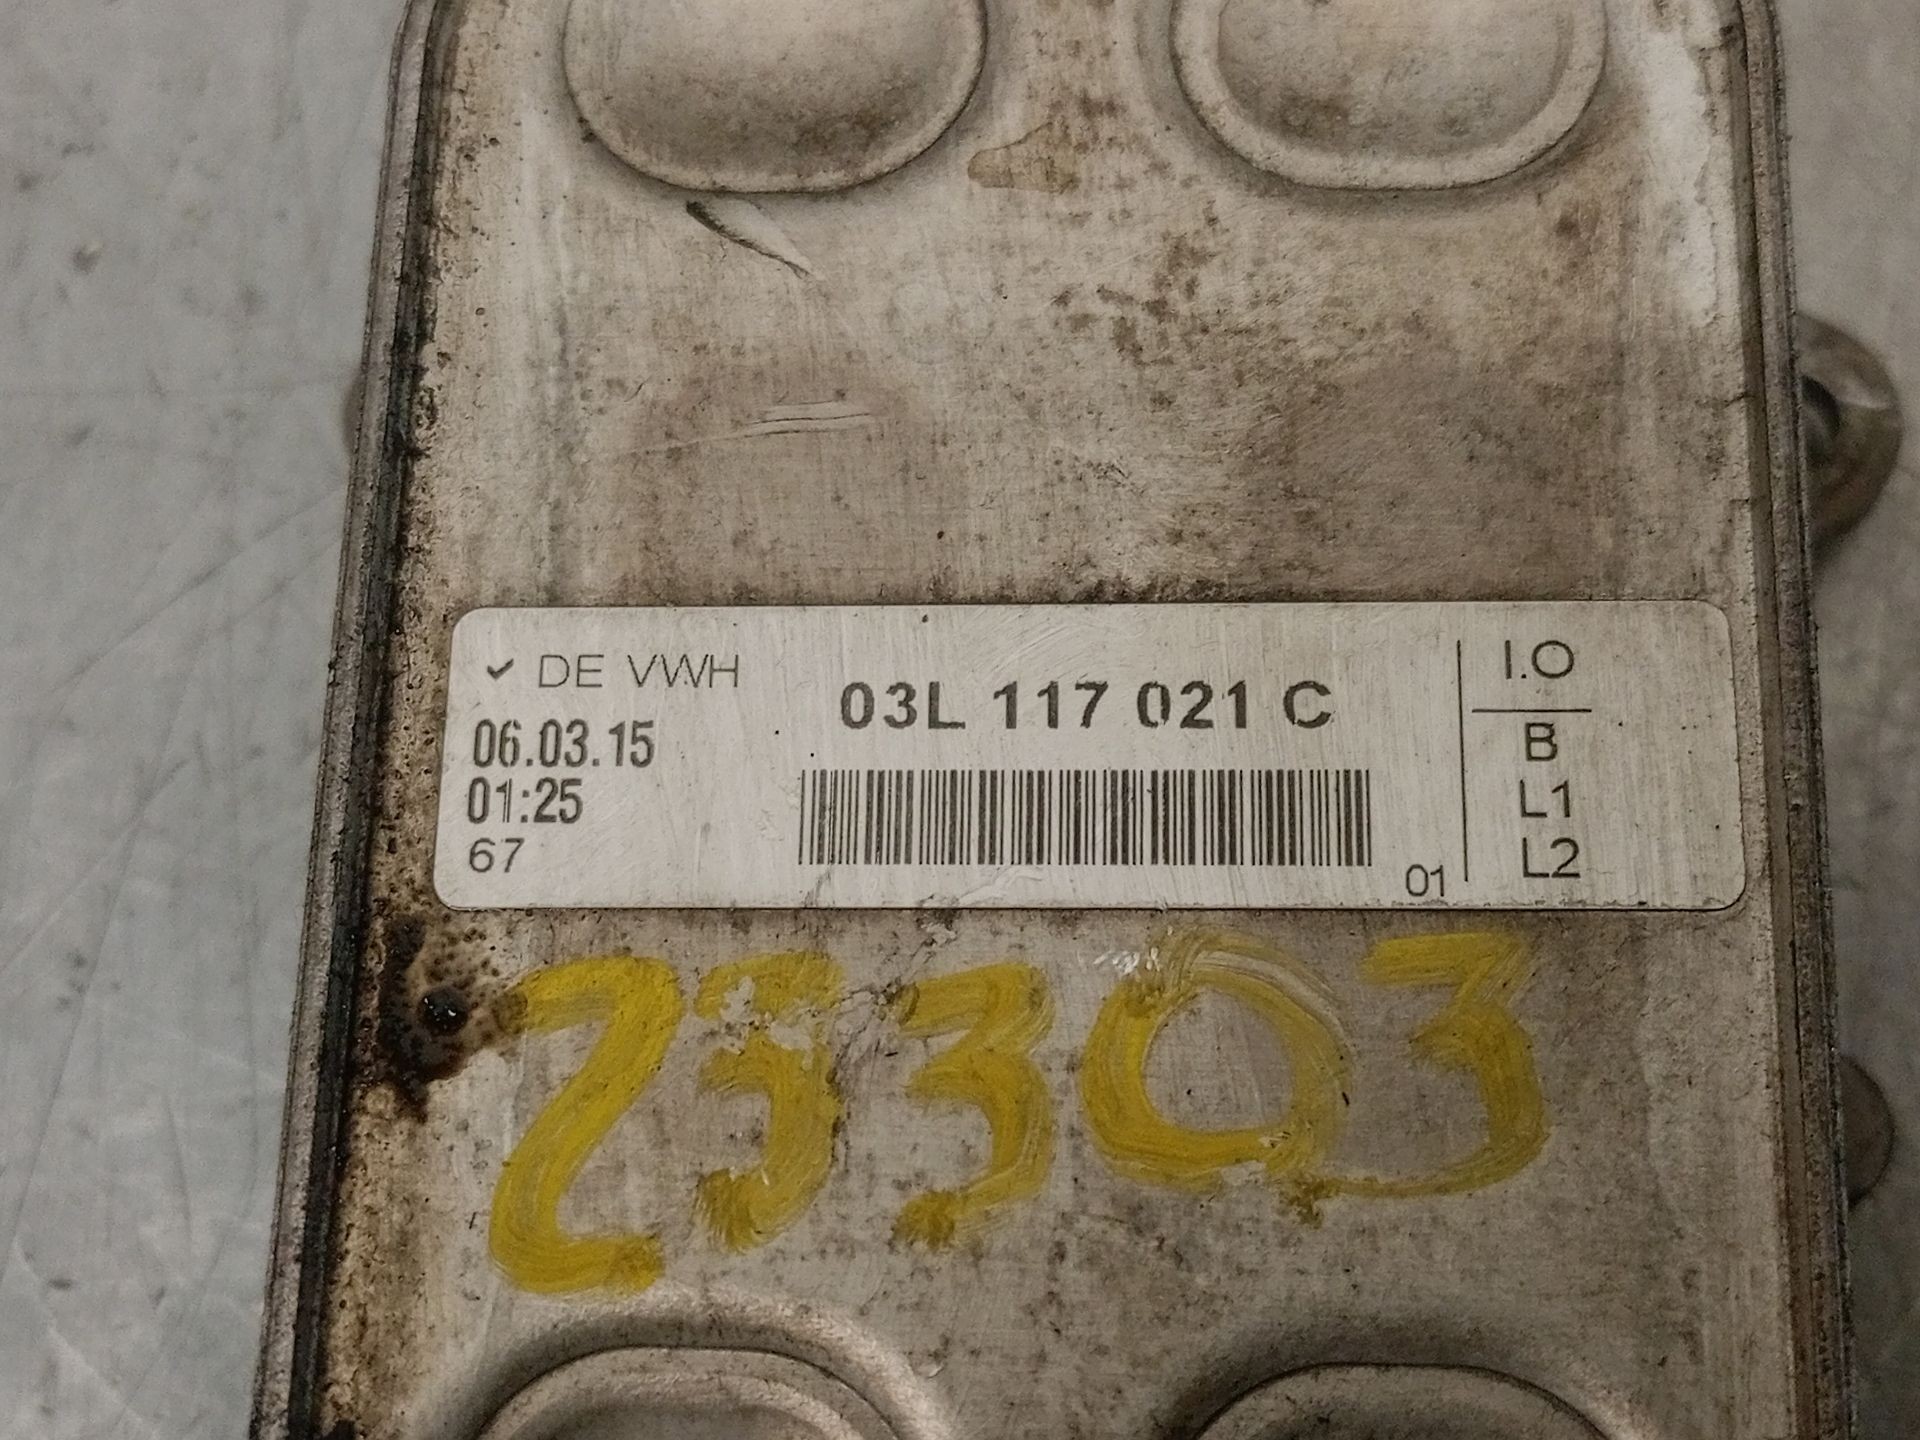 ✓ DE VWH
06.03.15
01:25
67
03L 117 021 C
01
I.O
B
L1
L2
23303